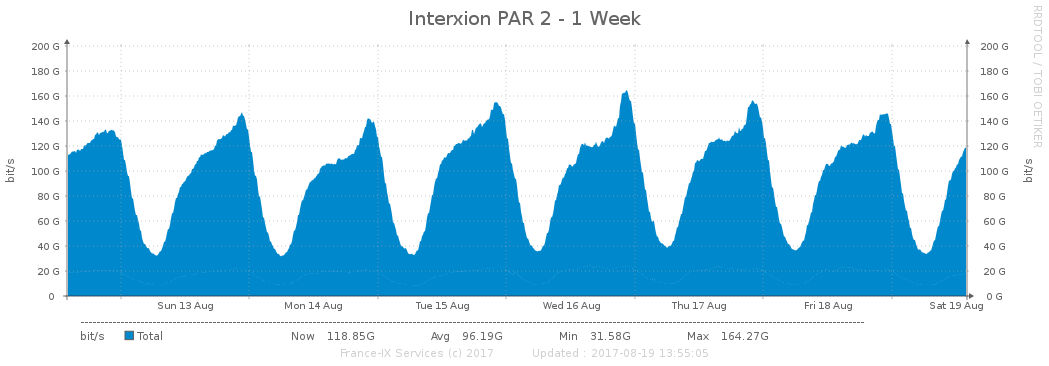 Interxion PAR 2 - 1 Week
RRDTOOL / TOBI OETIKER
200 G 200 G
180 G 180 G
160 G 160 G
140 G 140 G
120 G 120 G
100 G 100 G
80 G 80 G
60 G 60 G
40 G 40 G
20 G 20 G
0 0 G
bit/s
bit/s
Sun 13 Aug Mon 14 Aug Tue 15 Aug Wed 16 Aug Thu 17 Aug Fri 18 Aug Sat 19 Aug
bit/s Total Now 118.85G Avg 96.19G Min 31.58G Max 164.27G
France-IX Services (c) 2017 Updated : 2017-08-19 13:55:05